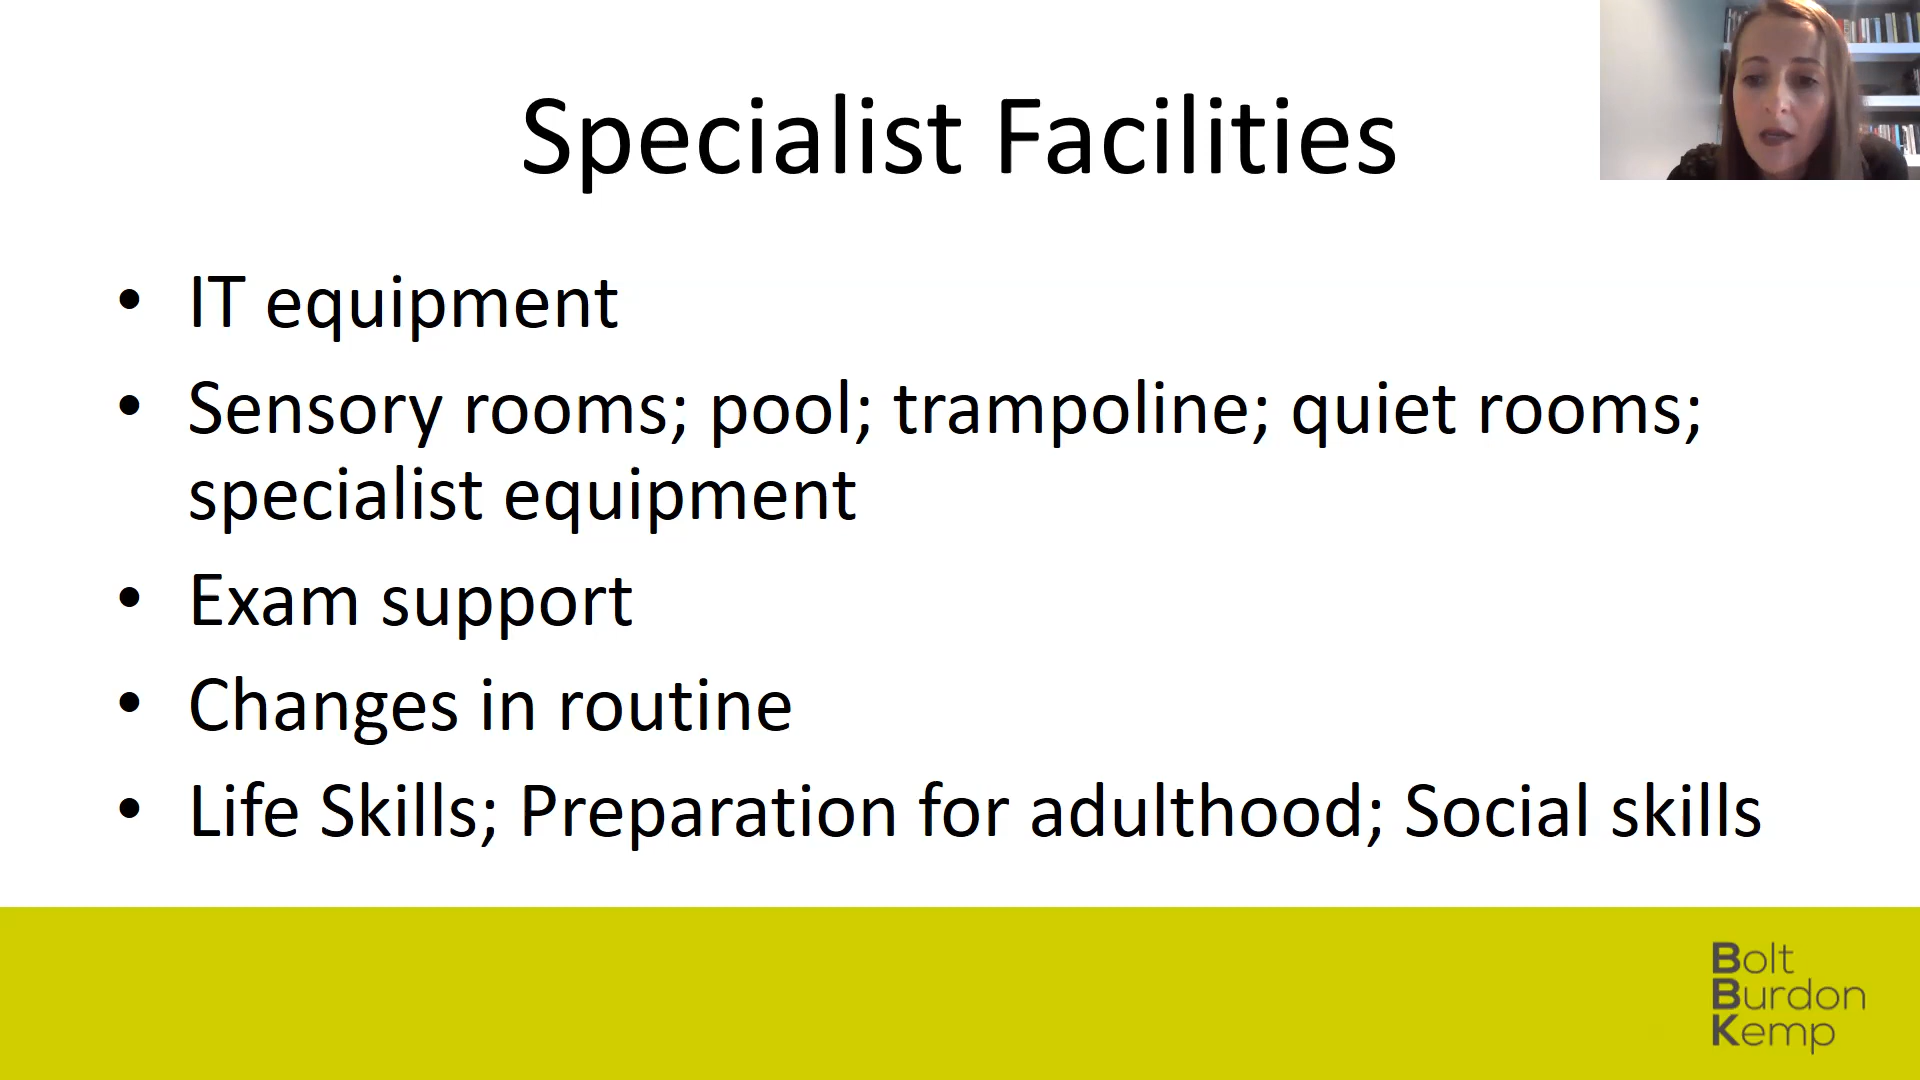 Specialist Facilities
• IT equipment
• Sensory rooms; pool; trampoline; quiet rooms;
specialist equipment
• Exam support
• Changes in routine
• Life Skills; Preparation for adulthood; Social skills
Bolt
Burdon
Kemp